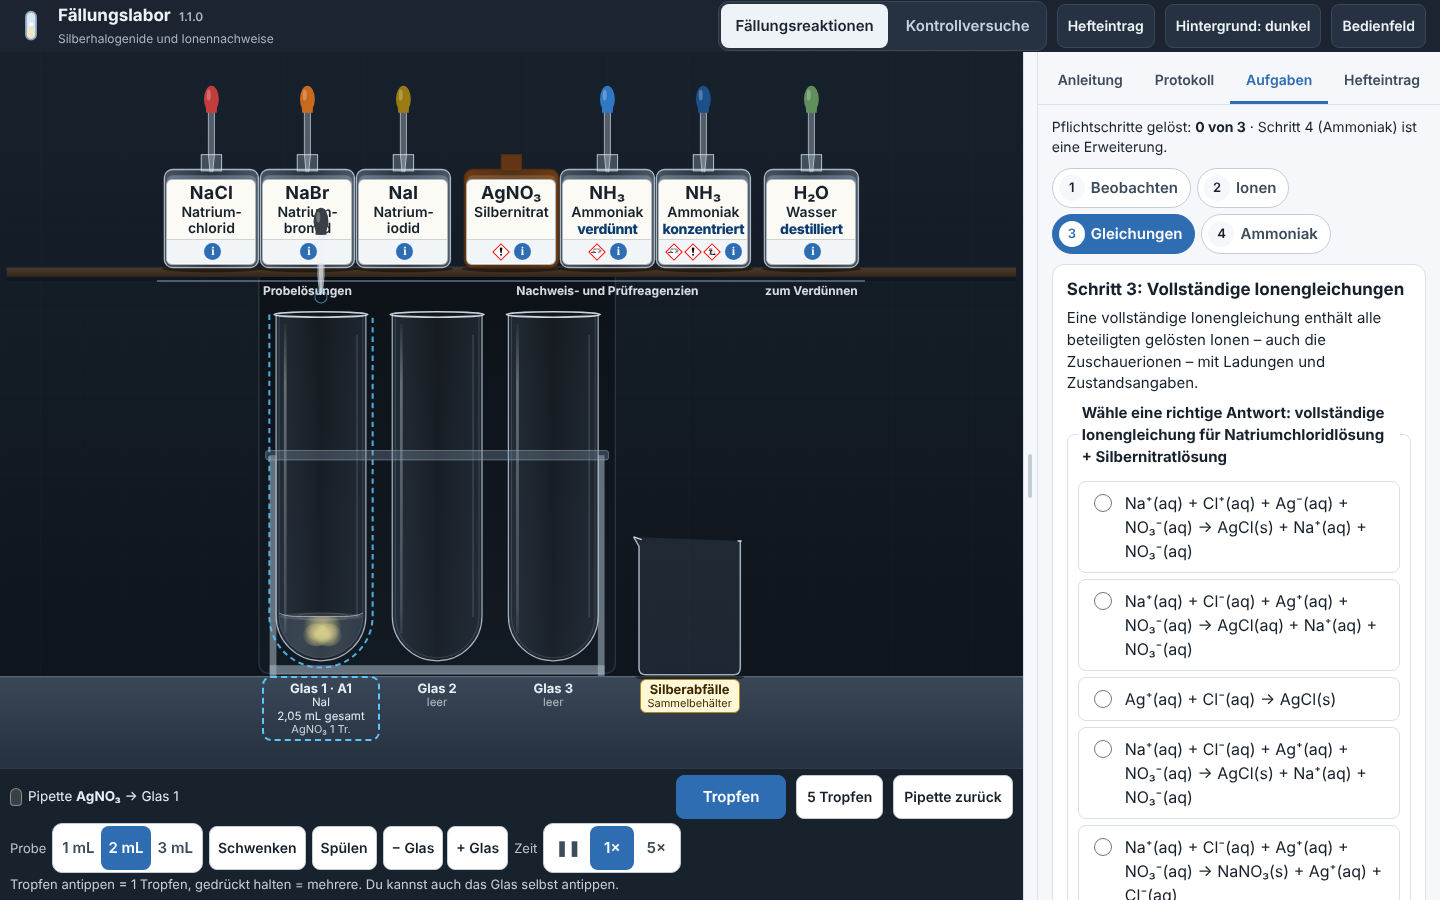 Fällungslabor 1.1.0
Silberhalogenide und Ionennachweise
Fällungsreaktionen
Kontrollversuche
Hefteintrag
Hintergrund: dunkel
Bedienfeld
NaCl
Natrium-
chlorid
i
NaBr
Natrium-
bromid
i
NaI
Natrium-
iodid
i
AgNO₃
Silbernitrat
i
NH₃
Ammoniak
verdünnt
i
NH₃
Ammoniak
konzentriert
i
H₂O
Wasser
destilliert
i
Probelösungen
Nachweis- und Prüfreagenzien
zum Verdünnen
Glas 1 · A1
NaI
2,05 mL gesamt
AgNO₃ 1 Tr.
Glas 2
leer
Glas 3
leer
Silberabfälle
Sammelbehälter
Pipette AgNO₃ → Glas 1
Tropfen
5 Tropfen
Pipette zurück
Probe
1 mL
2 mL
3 mL
Schwenken
Spülen
− Glas
+ Glas
Zeit
1×
5×
Tropfen antippen = 1 Tropfen, gedrückt halten = mehrere. Du kannst auch das Glas selbst antippen.
Anleitung
Protokoll
Aufgaben
Hefteintrag
Pflichtschritte gelöst: 0 von 3 · Schritt 4 (Ammoniak) ist
eine Erweiterung.
1 Beobachten
2 Ionen
3 Gleichungen
4 Ammoniak
Schritt 3: Vollständige Ionengleichungen
Eine vollständige Ionengleichung enthält alle
beteiligten gelösten Ionen – auch die
Zuschauerionen – mit Ladungen und
Zustandsangaben.
Wähle eine richtige Antwort: vollständige
Ionengleichung für Natriumchloridlösung
+ Silbernitratlösung
Na⁺(aq) + Cl⁺(aq) + Ag⁻(aq) +
NO₃⁻(aq) → AgCl(s) + Na⁺(aq) +
NO₃⁻(aq)
Na⁺(aq) + Cl⁻(aq) + Ag⁺(aq) +
NO₃⁻(aq) → AgCl(aq) + Na⁺(aq) +
NO₃⁻(aq)
Ag⁺(aq) + Cl⁻(aq) → AgCl(s)
Na⁺(aq) + Cl⁻(aq) + Ag⁺(aq) +
NO₃⁻(aq) → AgCl(s) + Na⁺(aq) +
NO₃⁻(aq)
Na⁺(aq) + Cl⁻(aq) + Ag⁺(aq) +
NO₃⁻(aq) → NaNO₃(s) + Ag⁺(aq) +
Cl⁻(aq)